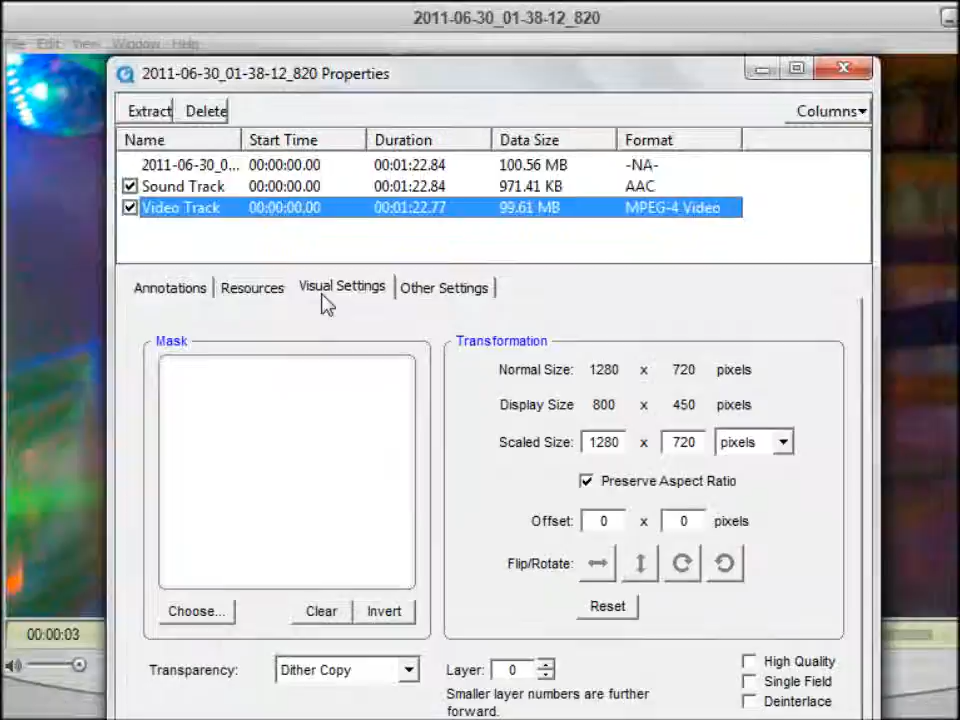 2011-06-30_01-38-12_820
File Edit View Window Help
2011-06-30_01-38-12_820 Properties
Extract Delete Columns
Name Start Time Duration Data Size Format
2011-06-30_0... 00:00:00.00 00:01:22.84 100.56 MB -NA-
Sound Track 00:00:00.00 00:01:22.84 971.41 KB AAC
Video Track 00:00:00.00 00:01:22.77 99.61 MB MPEG-4 Video
Annotations Resources Visual Settings Other Settings
Mask
Transformation
Normal Size: 1280 x 720 pixels
Display Size 800 x 450 pixels
Scaled Size: 1280 x 720 pixels
Preserve Aspect Ratio
Offset: 0 x 0 pixels
Flip/Rotate:
Choose... Clear Invert
Reset
00:00:03
Transparency: Dither Copy
Layer: 0
Smaller layer numbers are further
forward.
High Quality
Single Field
Deinterlace